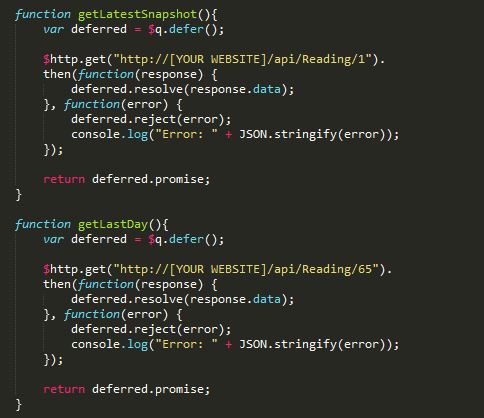 function getLatestSnapshot(){
    var deferred = $q.defer();

    $http.get("http://[YOUR WEBSITE]/api/Reading/1").
    then(function(response) {
        deferred.resolve(response.data);
    }, function(error) {
        deferred.reject(error);
        console.log("Error: " + JSON.stringify(error));
    });

    return deferred.promise;
}

function getLastDay(){
    var deferred = $q.defer();

    $http.get("http://[YOUR WEBSITE]/api/Reading/65").
    then(function(response) {
        deferred.resolve(response.data);
    }, function(error) {
        deferred.reject(error);
        console.log("Error: " + JSON.stringify(error));
    });

    return deferred.promise;
}